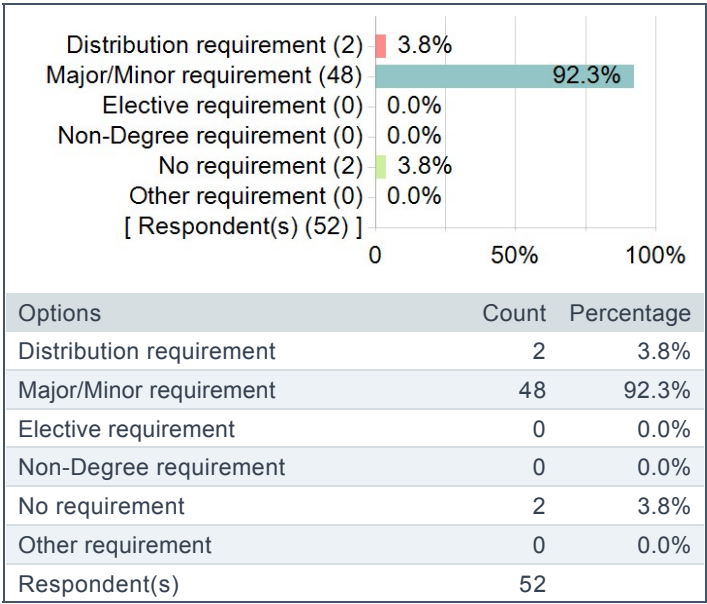 Distribution requirement (2) 3.8%
Major/Minor requirement (48) 92.3%
Elective requirement (0) 0.0%
Non-Degree requirement (0) 0.0%
No requirement (2) 3.8%
Other requirement (0) 0.0%
[ Respondent(s) (52) ]
0 50% 100%
Options Count Percentage
Distribution requirement 2 3.8%
Major/Minor requirement 48 92.3%
Elective requirement 0 0.0%
Non-Degree requirement 0 0.0%
No requirement 2 3.8%
Other requirement 0 0.0%
Respondent(s) 52